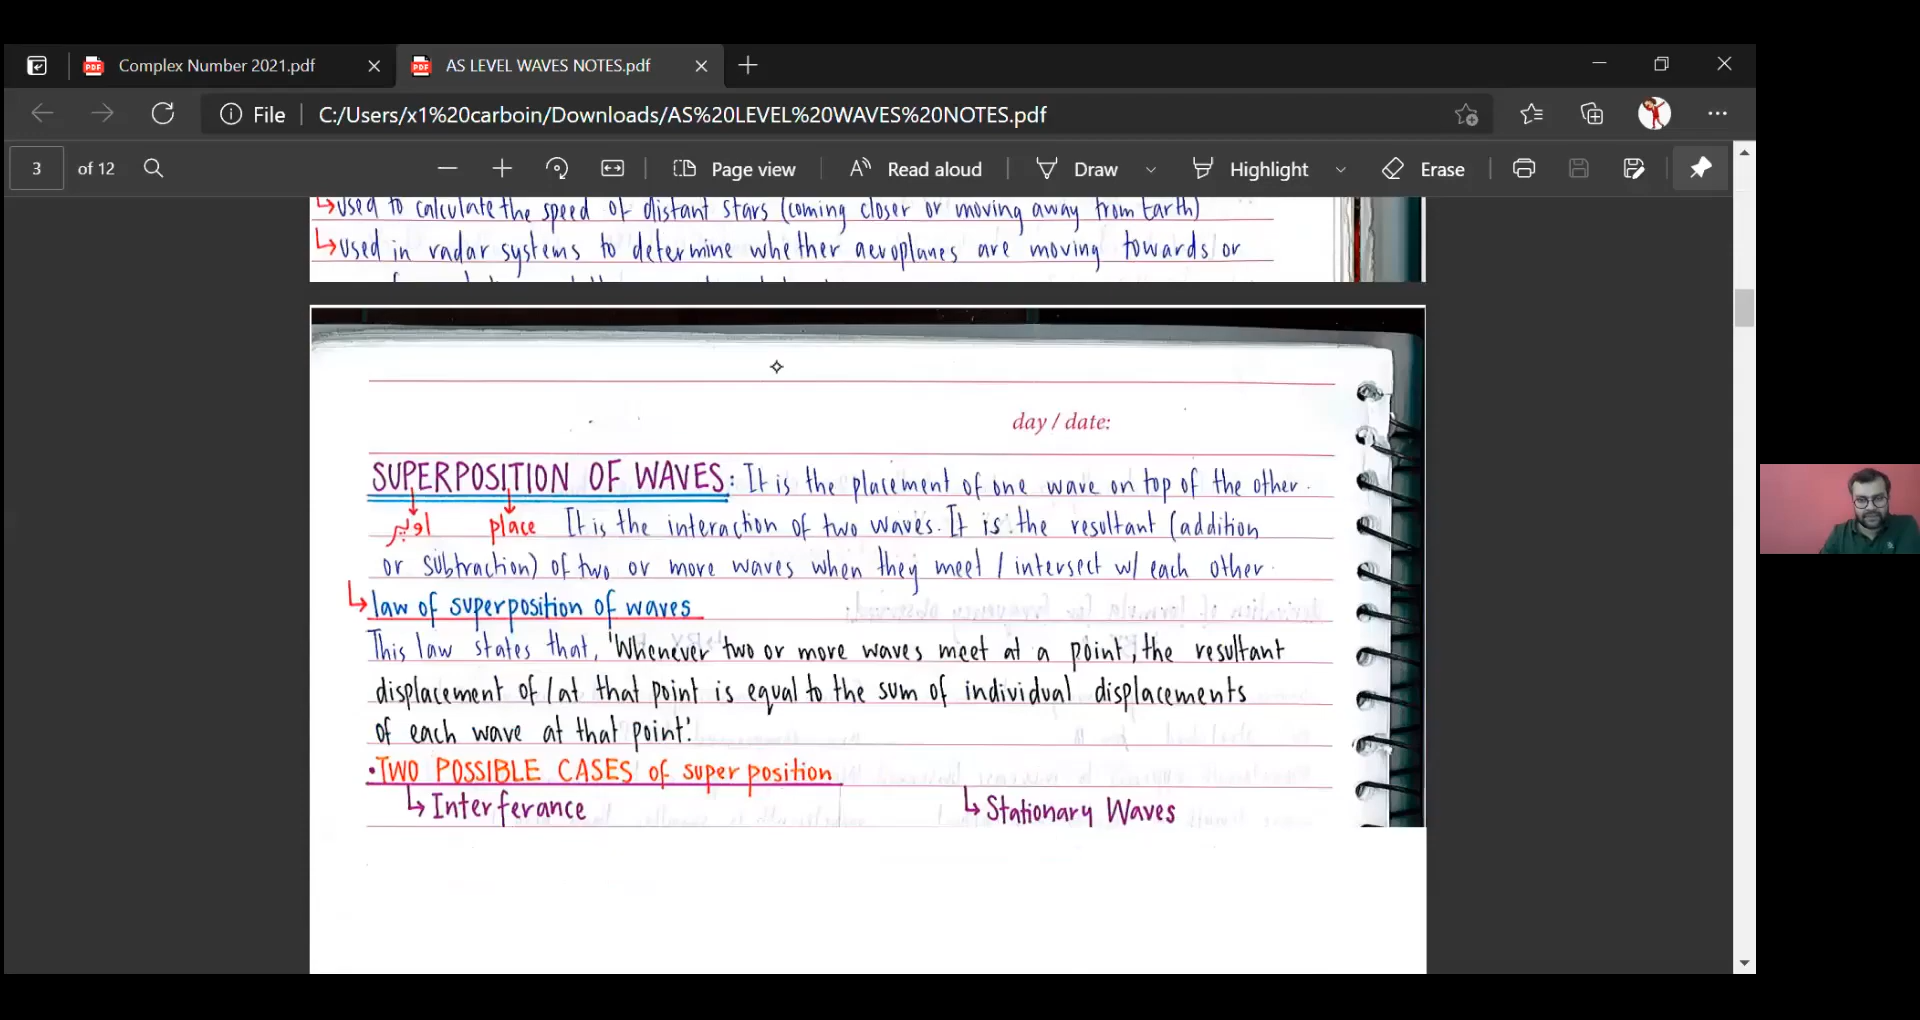 Complex Number 2021.pdf
AS LEVEL WAVES NOTES.pdf
File
C:/Users/x1%20carboin/Downloads/AS%20LEVEL%20WAVES%20NOTES.pdf
3 of 12
Page view
Read aloud
Draw
Highlight
Erase
↳used to calculate the speed of distant stars (coming closer or moving away from Earth)
↳used in radar systems to determine whether aeroplanes are moving towards or
day / date:
SUPERPOSITION OF WAVES: It is the placement of one wave on top of the other.
اوپر place It is the interaction of two waves. It is the resultant (addition
or subtraction) of two or more waves when they meet / intersect w/ each other.
↳law of superposition of waves
This law states that, 'Whenever two or more waves meet at a point, the resultant
displacement of / at that point is equal to the sum of individual displacements
of each wave at that point'.
•TWO POSSIBLE CASES of super position
↳Interferance
↳Stationary Waves